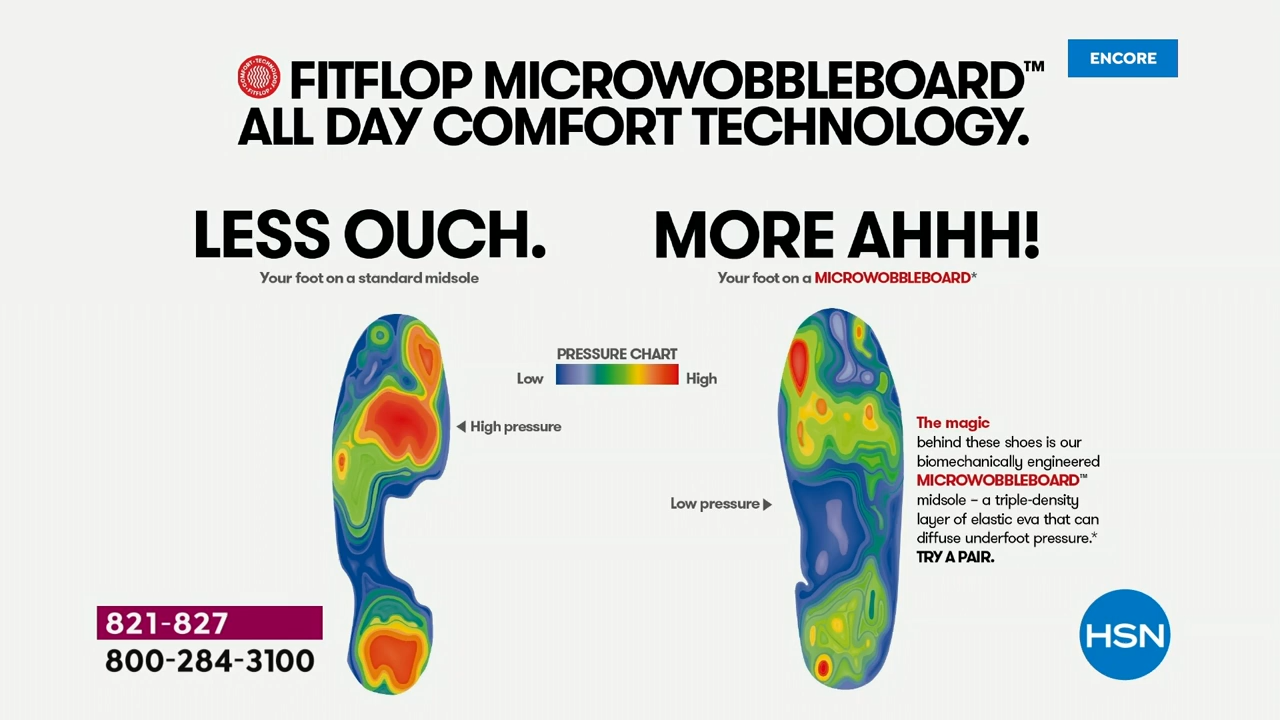 ENCORE
FITFLOP MICROWOBBLEBOARD™
ALL DAY COMFORT TECHNOLOGY.
LESS OUCH.
Your foot on a standard midsole
MORE AHHH!
Your foot on a MICROWOBBLEBOARD*
PRESSURE CHART
Low
High
High pressure
Low pressure
The magic
behind these shoes is our
biomechanically engineered
MICROWOBBLEBOARD™
midsole – a triple-density
layer of elastic eva that can
diffuse underfoot pressure.*
TRY A PAIR.
821-827
800-284-3100
HSN